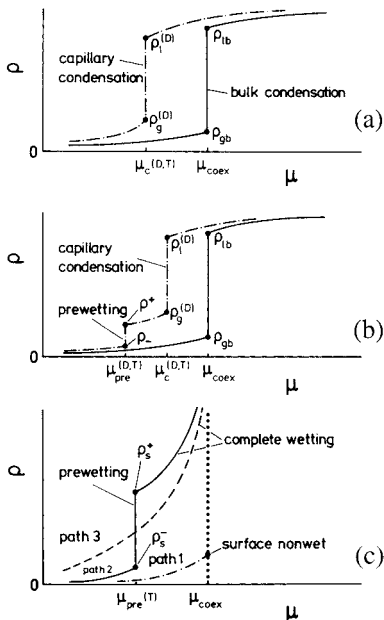 ρ
capillary
condensation
ρ_l^(D)
ρ_lb
bulk condensation
ρ_g^(D)
ρ_gb
0
μ_c^(D,T)
μ_coex
μ
(a)
ρ
capillary
condensation
ρ_l^(D)
ρ_lb
prewetting
ρ^+
ρ_g^(D)
ρ_-
ρ_gb
0
μ_pre^(D,T)
μ_c^(D,T)
μ_coex
μ
(b)
ρ
ρ_s^+
complete wetting
prewetting
path 3
ρ_s^-
path 2
path 1
surface nonwet
0
μ_pre^(T)
μ_coex
μ
(c)